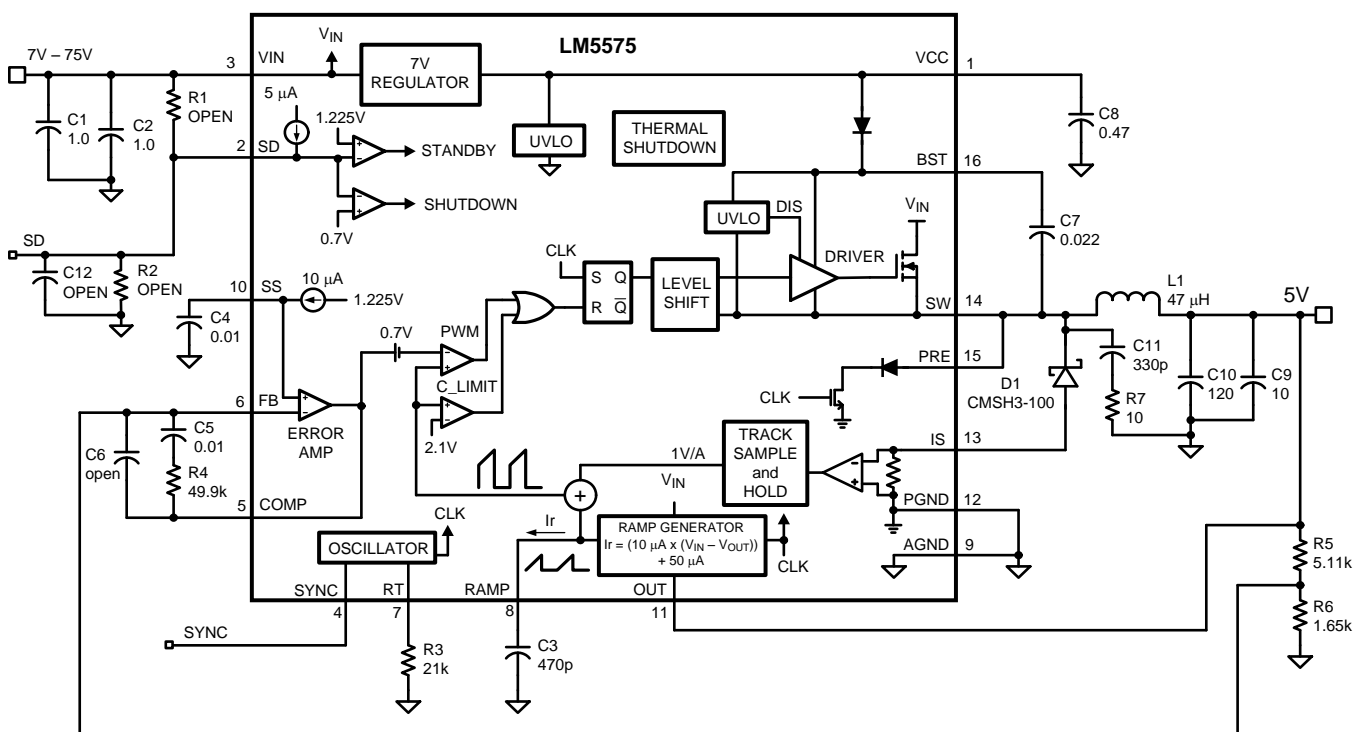 LM5575
7V – 75V
3
VIN
V_IN
7V
REGULATOR
VCC
1
C8
0.47
R1
OPEN
C1
1.0
C2
1.0
5 µA
1.225V
2
SD
STANDBY
UVLO
THERMAL
SHUTDOWN
BST
16
SHUTDOWN
0.7V
UVLO
DIS
V_IN
C7
0.022
SD
C12
OPEN
R2
OPEN
CLK
DRIVER
S
Q
R
Q̅
LEVEL
SHIFT
10
SS
10 µA
1.225V
C4
0.01
SW
14
L1
47 µH
5V
0.7V
PWM
C_LIMIT
2.1V
PRE
15
CLK
C11
330p
R7
10
C10
120
C9
10
D1
CMSH3-100
6
FB
C5
0.01
ERROR
AMP
C6
open
R4
49.9k
5
COMP
1V/A
TRACK
SAMPLE
and
HOLD
IS
13
PGND
12
AGND
9
+
V_IN
Ir
RAMP GENERATOR
Ir = (10 µA x (V_IN – V_OUT))
+ 50 µA
CLK
CLK
OSCILLATOR
SYNC
4
RT
7
RAMP
8
OUT
11
R5
5.11k
R6
1.65k
SYNC
R3
21k
C3
470p